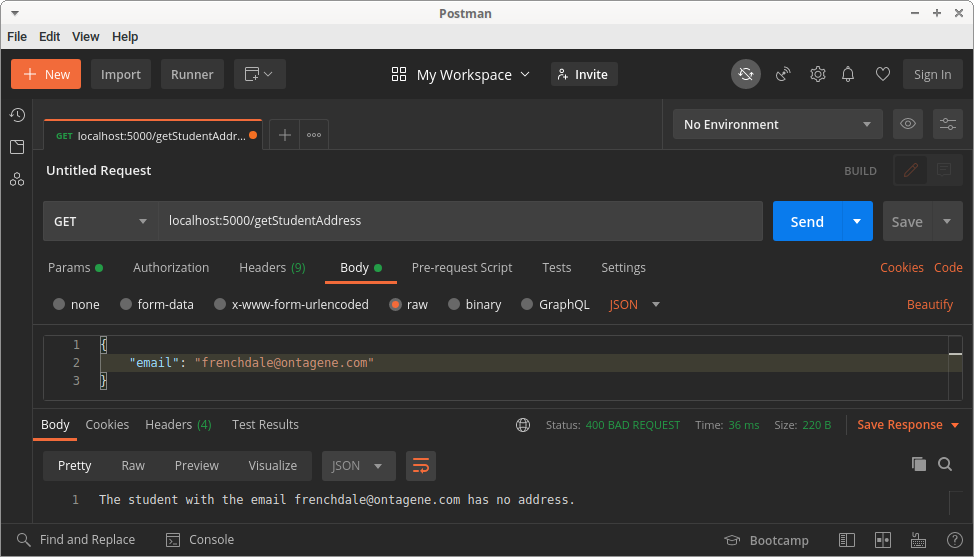 Postman
File Edit View Help
+ New Import Runner My Workspace Invite Sign In
GET localhost:5000/getStudentAddr... + ooo No Environment
Untitled Request BUILD
GET localhost:5000/getStudentAddress Send Save
Params Authorization Headers (9) Body Pre-request Script Tests Settings Cookies Code
none form-data x-www-form-urlencoded raw binary GraphQL JSON Beautify
1 {
2 "email": "frenchdale@ontagene.com"
3 }
Body Cookies Headers (4) Test Results Status: 400 BAD REQUEST Time: 36 ms Size: 220 B Save Response
Pretty Raw Preview Visualize JSON
1 The student with the email frenchdale@ontagene.com has no address.
Find and Replace Console Bootcamp ?